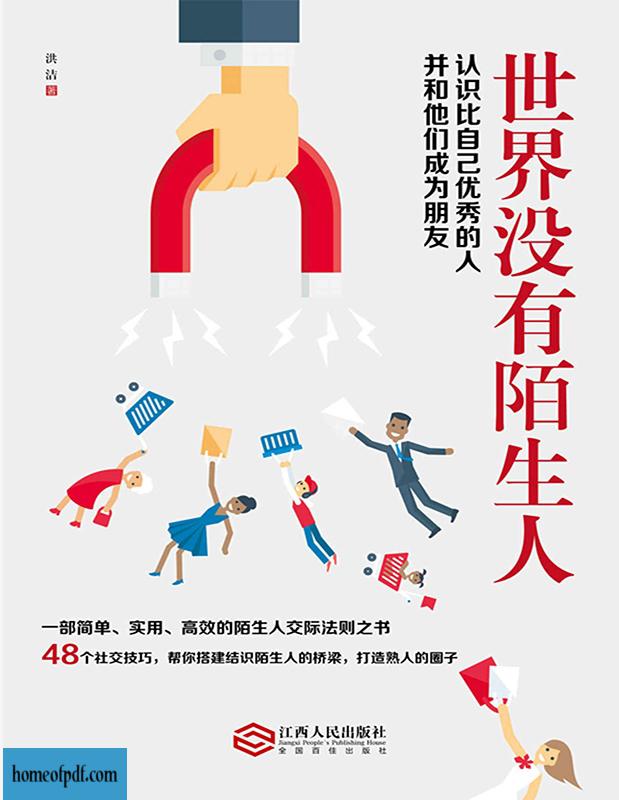 世界没有陌生人
认识比自己优秀的人
并和他们成为朋友
洪洁 著
一部简单、实用、高效的陌生人交际法则之书
48个社交技巧，帮你搭建结识陌生人的桥梁，打造熟人的圈子
江西人民出版社
Jiangxi People's Publishing House
全国百佳出版社
homeofpdf.com